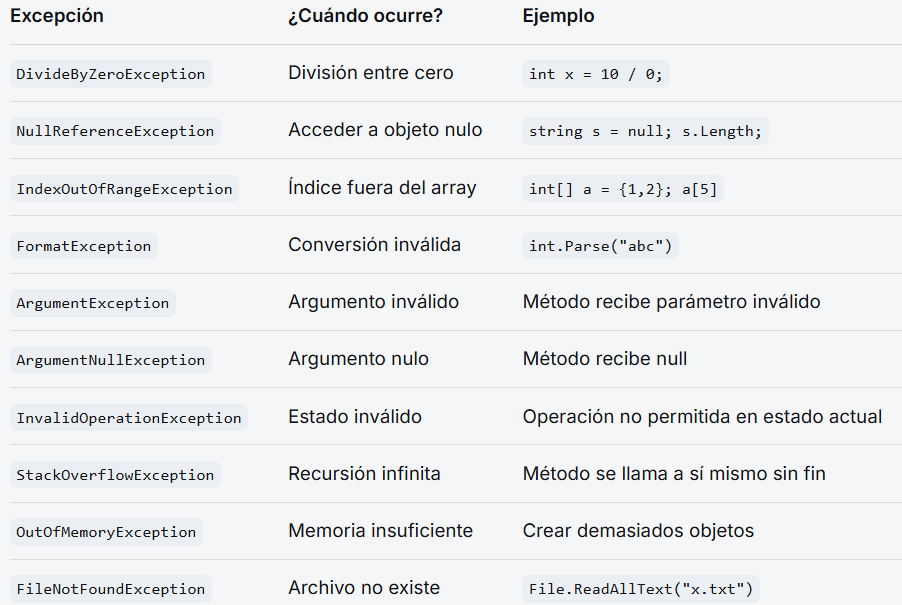 Excepción ¿Cuándo ocurre? Ejemplo
DivideByZeroException División entre cero int x = 10 / 0;
NullReferenceException Acceder a objeto nulo string s = null; s.Length;
IndexOutOfRangeException Índice fuera del array int[] a = {1,2}; a[5]
FormatException Conversión inválida int.Parse("abc")
ArgumentException Argumento inválido Método recibe parámetro inválido
ArgumentNullException Argumento nulo Método recibe null
InvalidOperationException Estado inválido Operación no permitida en estado actual
StackOverflowException Recursión infinita Método se llama a sí mismo sin fin
OutOfMemoryException Memoria insuficiente Crear demasiados objetos
FileNotFoundException Archivo no existe File.ReadAllText("x.txt")